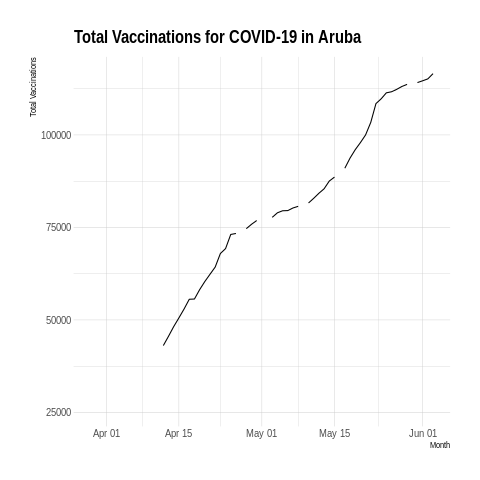 Total Vaccinations for COVID-19 in Aruba
Total Vaccinations
100000
75000
50000
25000
Apr 01 Apr 15 May 01 May 15 Jun 01
Month